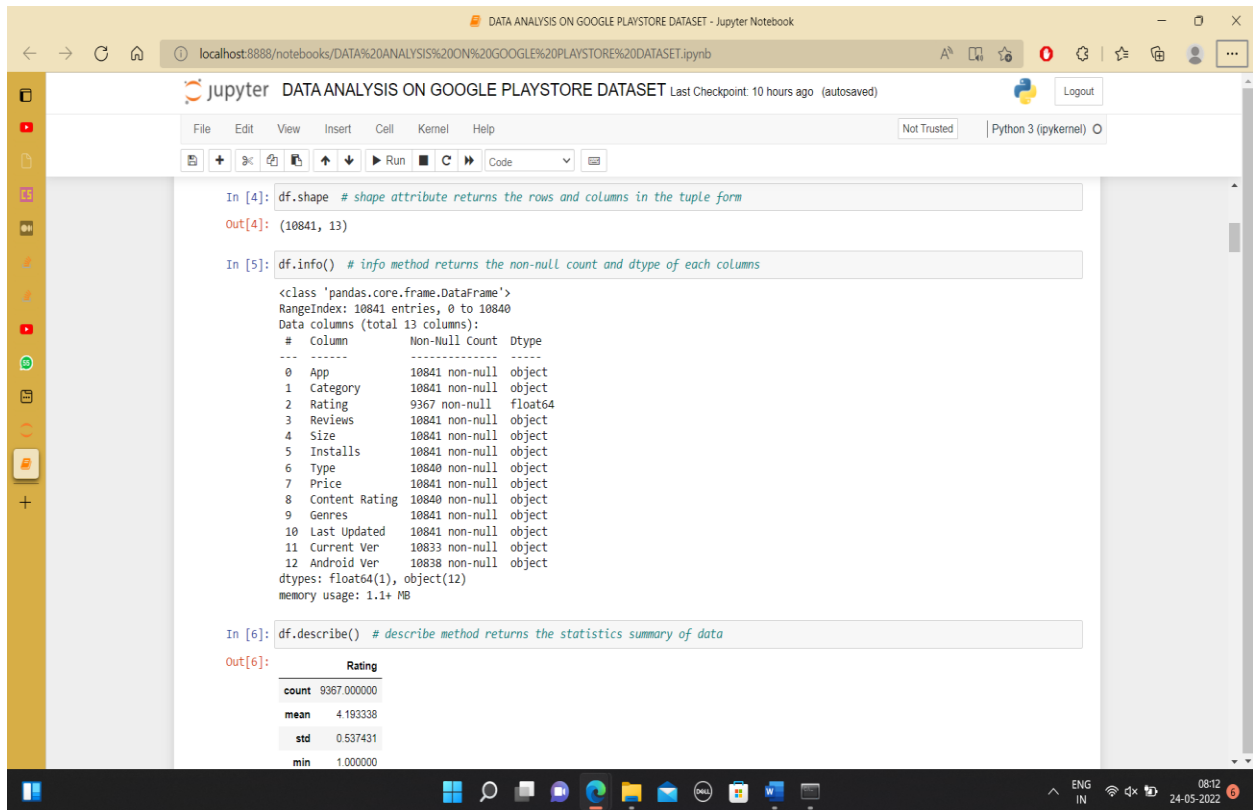 DATA ANALYSIS ON GOOGLE PLAYSTORE DATASET - Jupyter Notebook
localhost:8888/notebooks/DATA%20ANALYSIS%20ON%20GOOGLE%20PLAYSTORE%20DATASET.ipynb
jupyter DATA ANALYSIS ON GOOGLE PLAYSTORE DATASET Last Checkpoint: 10 hours ago (autosaved) Logout
File Edit View Insert Cell Kernel Help Not Trusted Python 3 (ipykernel)
Run Code
In [4]: df.shape # shape attribute returns the rows and columns in the tuple form
Out[4]: (10841, 13)
In [5]: df.info() # info method returns the non-null count and dtype of each columns
<class 'pandas.core.frame.DataFrame'>
RangeIndex: 10841 entries, 0 to 10840
Data columns (total 13 columns):
# Column Non-Null Count Dtype
--- ------ -------------- -----
0 App 10841 non-null object
1 Category 10841 non-null object
2 Rating 9367 non-null float64
3 Reviews 10841 non-null object
4 Size 10841 non-null object
5 Installs 10841 non-null object
6 Type 10840 non-null object
7 Price 10841 non-null object
8 Content Rating 10840 non-null object
9 Genres 10841 non-null object
10 Last Updated 10841 non-null object
11 Current Ver 10833 non-null object
12 Android Ver 10838 non-null object
dtypes: float64(1), object(12)
memory usage: 1.1+ MB
In [6]: df.describe() # describe method returns the statistics summary of data
Out[6]:
Rating
count 9367.000000
mean 4.193338
std 0.537431
min 1.000000
ENG 08:12
IN 24-05-2022 6